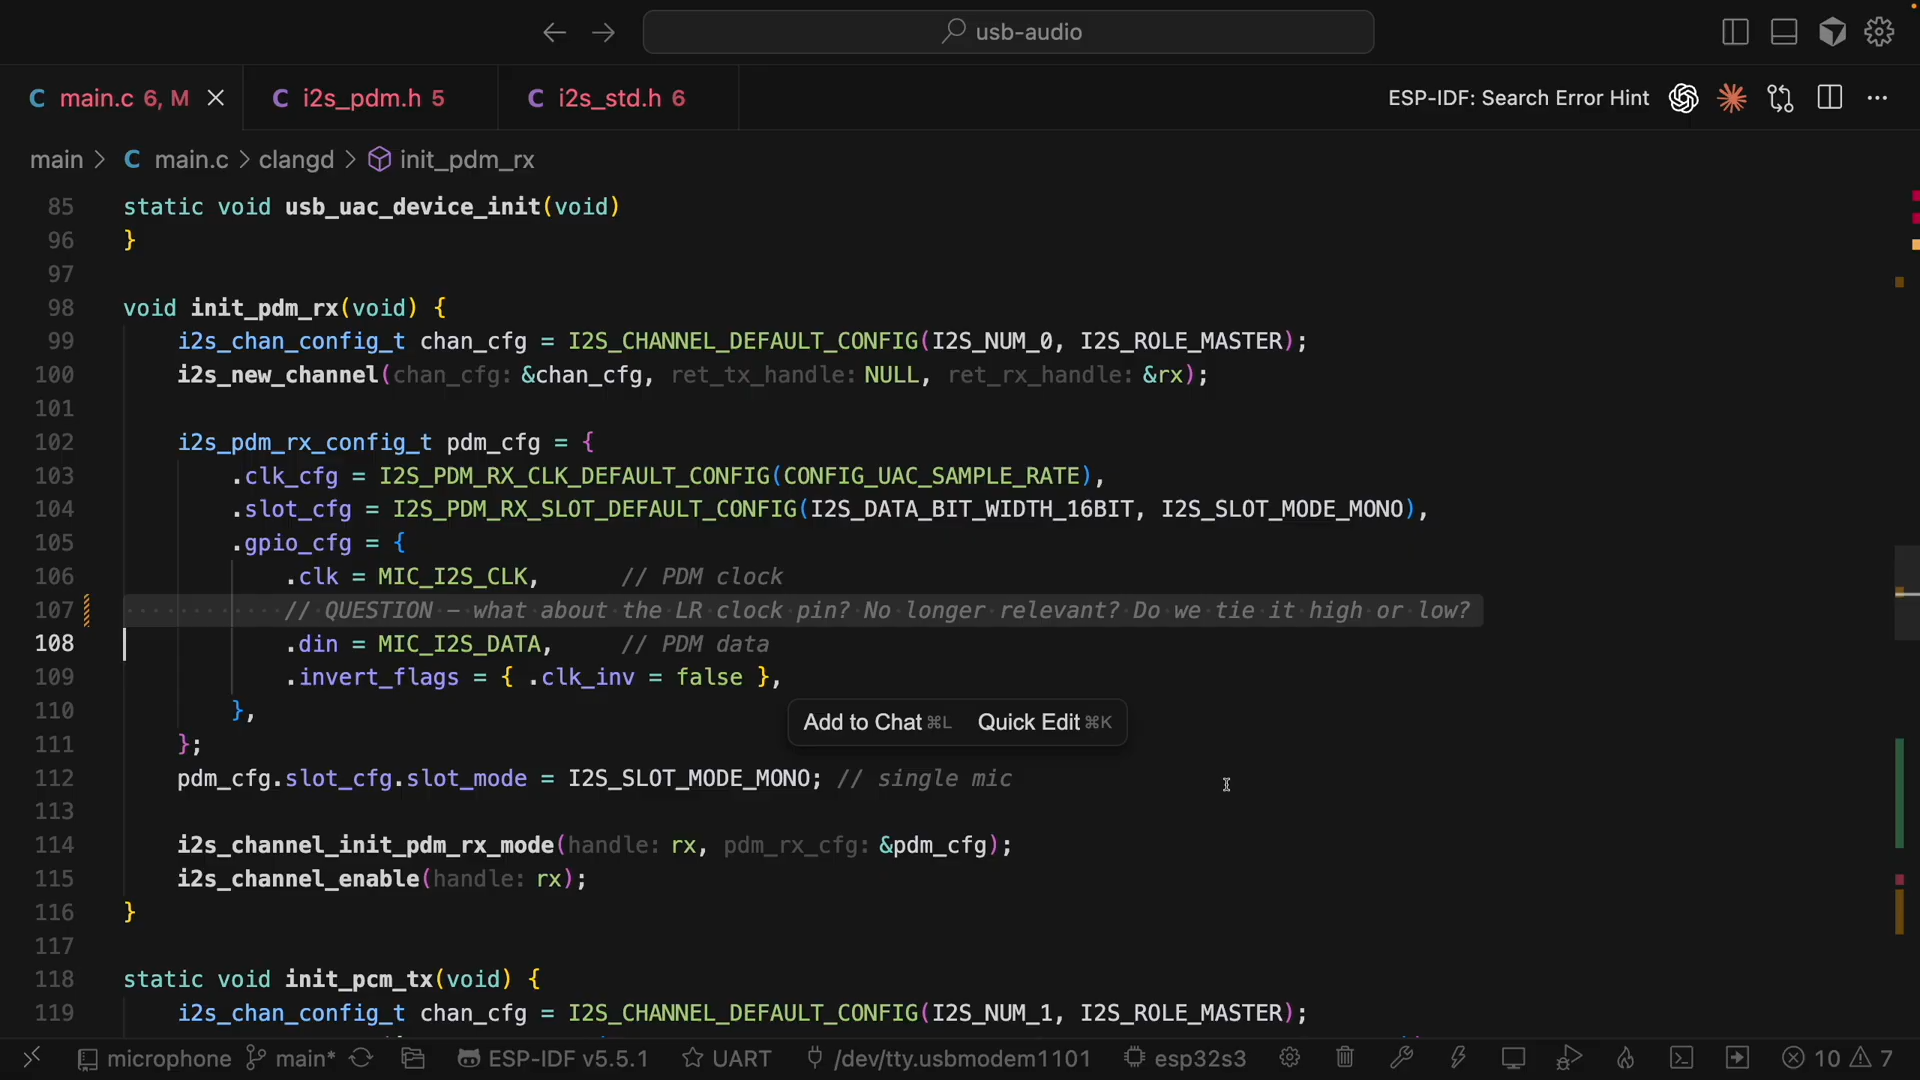 usb-audio
main.c 6, M
i2s_pdm.h 5
i2s_std.h 6
ESP-IDF: Search Error Hint
main > C main.c > clangd > init_pdm_rx
85 static void usb_uac_device_init(void)
96 }
97
98 void init_pdm_rx(void) {
99 i2s_chan_config_t chan_cfg = I2S_CHANNEL_DEFAULT_CONFIG(I2S_NUM_0, I2S_ROLE_MASTER);
100 i2s_new_channel(chan_cfg: &chan_cfg, ret_tx_handle: NULL, ret_rx_handle: &rx);
101
102 i2s_pdm_rx_config_t pdm_cfg = {
103 .clk_cfg = I2S_PDM_RX_CLK_DEFAULT_CONFIG(CONFIG_UAC_SAMPLE_RATE),
104 .slot_cfg = I2S_PDM_RX_SLOT_DEFAULT_CONFIG(I2S_DATA_BIT_WIDTH_16BIT, I2S_SLOT_MODE_MONO),
105 .gpio_cfg = {
106 .clk = MIC_I2S_CLK, // PDM clock
107 // QUESTION – what about the LR clock pin? No longer relevant? Do we tie it high or low?
108 .din = MIC_I2S_DATA, // PDM data
109 .invert_flags = { .clk_inv = false },
110 },
Add to Chat ⌘L Quick Edit ⌘K
111 };
112 pdm_cfg.slot_cfg.slot_mode = I2S_SLOT_MODE_MONO; // single mic
113
114 i2s_channel_init_pdm_rx_mode(handle: rx, pdm_rx_cfg: &pdm_cfg);
115 i2s_channel_enable(handle: rx);
116 }
117
118 static void init_pcm_tx(void) {
119 i2s_chan_config_t chan_cfg = I2S_CHANNEL_DEFAULT_CONFIG(I2S_NUM_1, I2S_ROLE_MASTER);
microphone main* ESP-IDF v5.5.1 UART /dev/tty.usbmodem1101 esp32s3 10 7